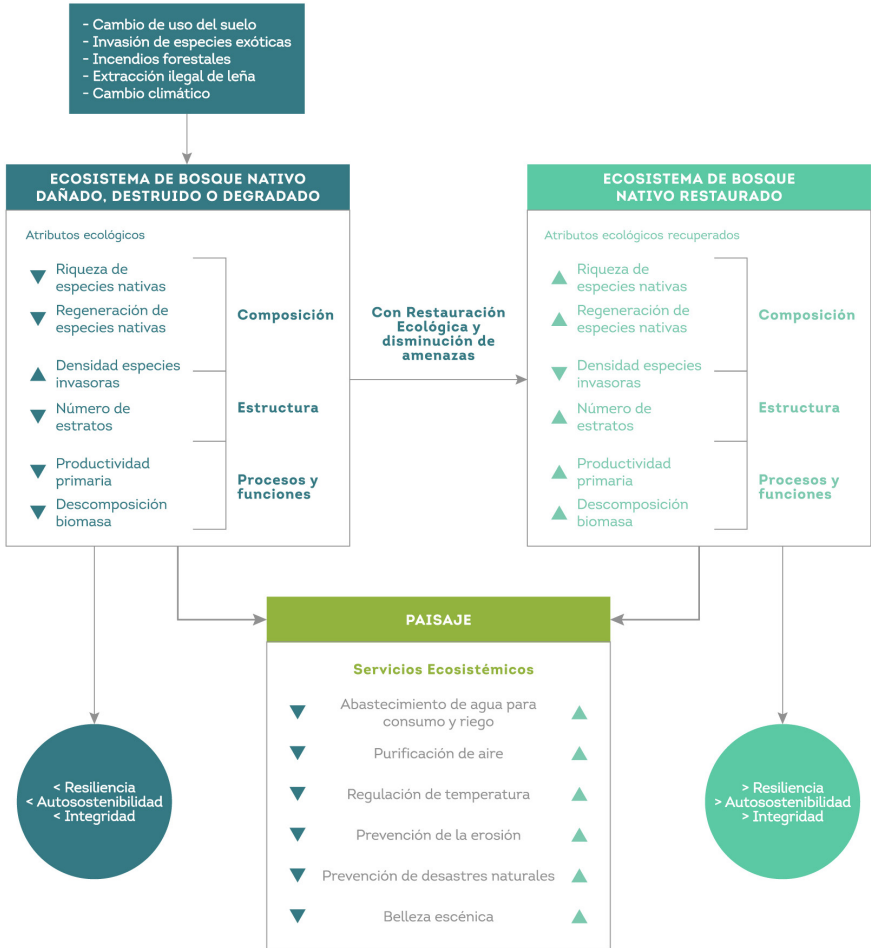 - Cambio de uso del suelo
- Invasión de especies exóticas
- Incendios forestales
- Extracción ilegal de leña
- Cambio climático
ECOSISTEMA DE BOSQUE NATIVO
DAÑADO, DESTRUIDO O DEGRADADO
Atributos ecológicos
Riqueza de
especies nativas
Regeneración de
especies nativas
Composición
Densidad especies
invasoras
Número de
estratos
Estructura
Productividad
primaria
Descomposición
biomasa
Procesos y
funciones
Con Restauración
Ecológica y
disminución de
amenazas
ECOSISTEMA DE BOSQUE
NATIVO RESTAURADO
Atributos ecológicos recuperados
Riqueza de
especies nativas
Regeneración de
especies nativas
Composición
Densidad especies
invasoras
Número de
estratos
Estructura
Productividad
primaria
Descomposición
biomasa
Procesos y
funciones
PAISAJE
Servicios Ecosistémicos
Abastecimiento de agua para
consumo y riego
Purificación de aire
Regulación de temperatura
Prevención de la erosión
Prevención de desastres naturales
Belleza escénica
< Resiliencia
< Autosostenibilidad
< Integridad
> Resiliencia
> Autosostenibilidad
> Integridad